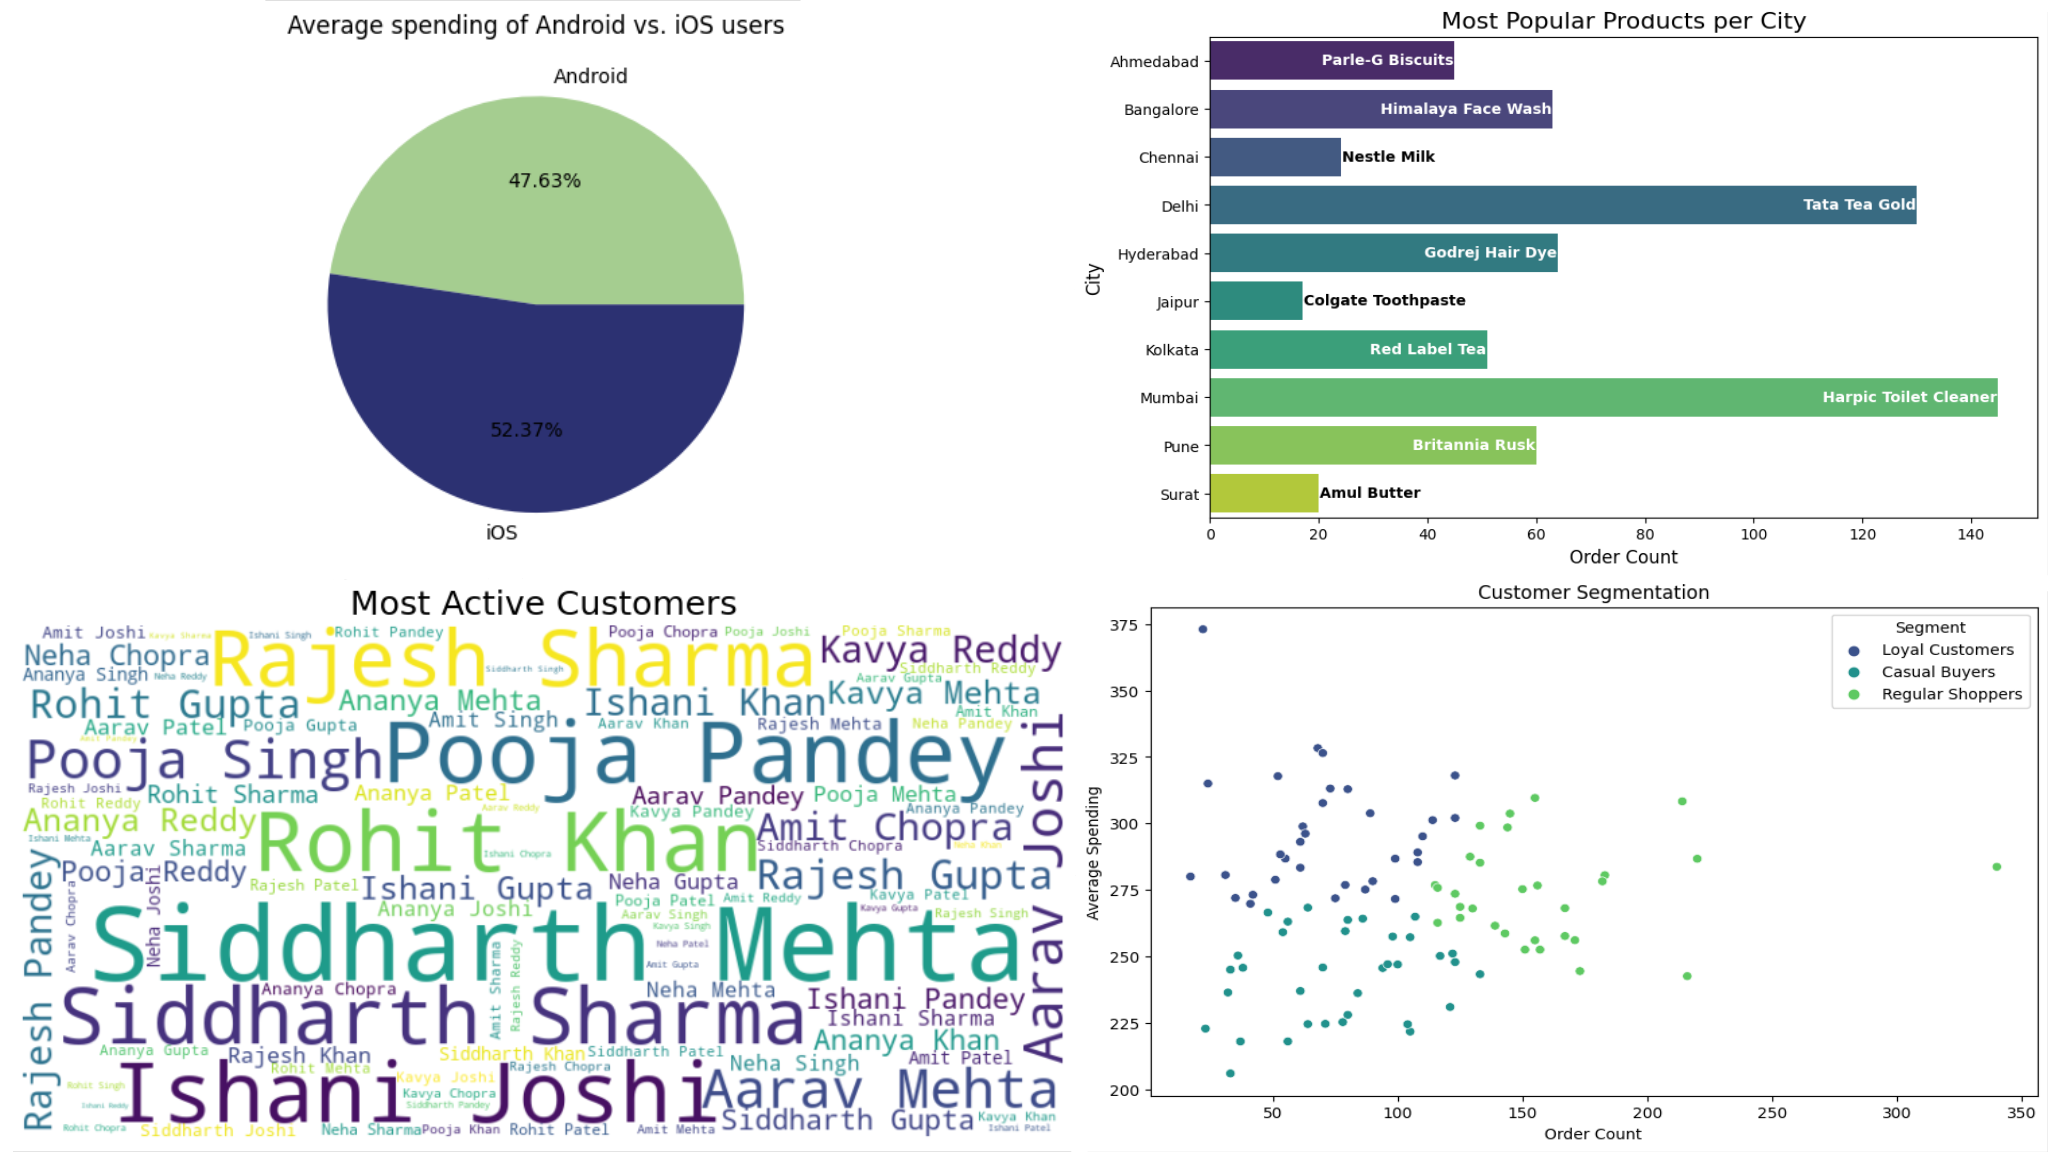 Average spending of Android vs. iOS users
Android
47.63%
52.37%
iOS
Most Popular Products per City
City
Ahmedabad
Parle-G Biscuits
Bangalore
Himalaya Face Wash
Chennai
Nestle Milk
Delhi
Tata Tea Gold
Hyderabad
Godrej Hair Dye
Jaipur
Colgate Toothpaste
Kolkata
Red Label Tea
Mumbai
Harpic Toilet Cleaner
Pune
Britannia Rusk
Surat
Amul Butter
0 20 40 60 80 100 120 140
Order Count
Most Active Customers
Amit Joshi
Kavya Sharma
Ishani Singh
Rohit Pandey
Pooja Chopra
Pooja Joshi
Pooja Sharma
Neha Chopra
Rajesh Sharma
Kavya Reddy
Ananya Singh
Neha Reddy
Siddharth Singh
Siddharth Reddy
Aarav Gupta
Rohit Gupta
Ananya Mehta
Ishani Khan
Kavya Mehta
Amit Khan
Aarav Patel
Pooja Gupta
Amit Singh
Aarav Khan
Rajesh Mehta
Neha Pandey
Pooja Singh
Pooja Pandey
Aarav Joshi
Rajesh Joshi
Rohit Sharma
Ananya Patel
Aarav Pandey
Pooja Mehta
Rohit Reddy
Aarav Reddy
Kavya Pandey
Ananya Pandey
Ananya Reddy
Rohit Khan
Amit Chopra
Ishani Mehta
Aarav Sharma
Ishani Chopra
Siddharth Chopra
Neha Khan
Pooja Reddy
Rajesh Patel
Ishani Gupta
Neha Gupta
Rajesh Gupta
Rajesh Pandey
Aarav Chopra
Neha Joshi
Ananya Joshi
Pooja Patel
Amit Reddy
Kavya Patel
Aarav Singh
Kavya Gupta
Rajesh Singh
Kavya Singh
Siddharth Mehta
Neha Patel
Amit Gupta
Amit Sharma
Rajesh Reddy
Ananya Chopra
Neha Mehta
Ishani Pandey
Siddharth Sharma
Ishani Sharma
Ananya Khan
Ananya Gupta
Rajesh Khan
Siddharth Khan
Siddharth Patel
Neha Singh
Amit Patel
Rohit Mehta
Rajesh Chopra
Rohit Singh
Kavya Joshi
Ishani Joshi
Aarav Mehta
Kavya Chopra
Ishani Reddy
Siddharth Pandey
Siddharth Gupta
Kavya Khan
Rohit Chopra
Siddharth Joshi
Neha Sharma
Pooja Khan
Rohit Patel
Amit Mehta
Ishani Patel
Customer Segmentation
Segment
Loyal Customers
Casual Buyers
Regular Shoppers
Average Spending
375
350
325
300
275
250
225
200
50 100 150 200 250 300 350
Order Count